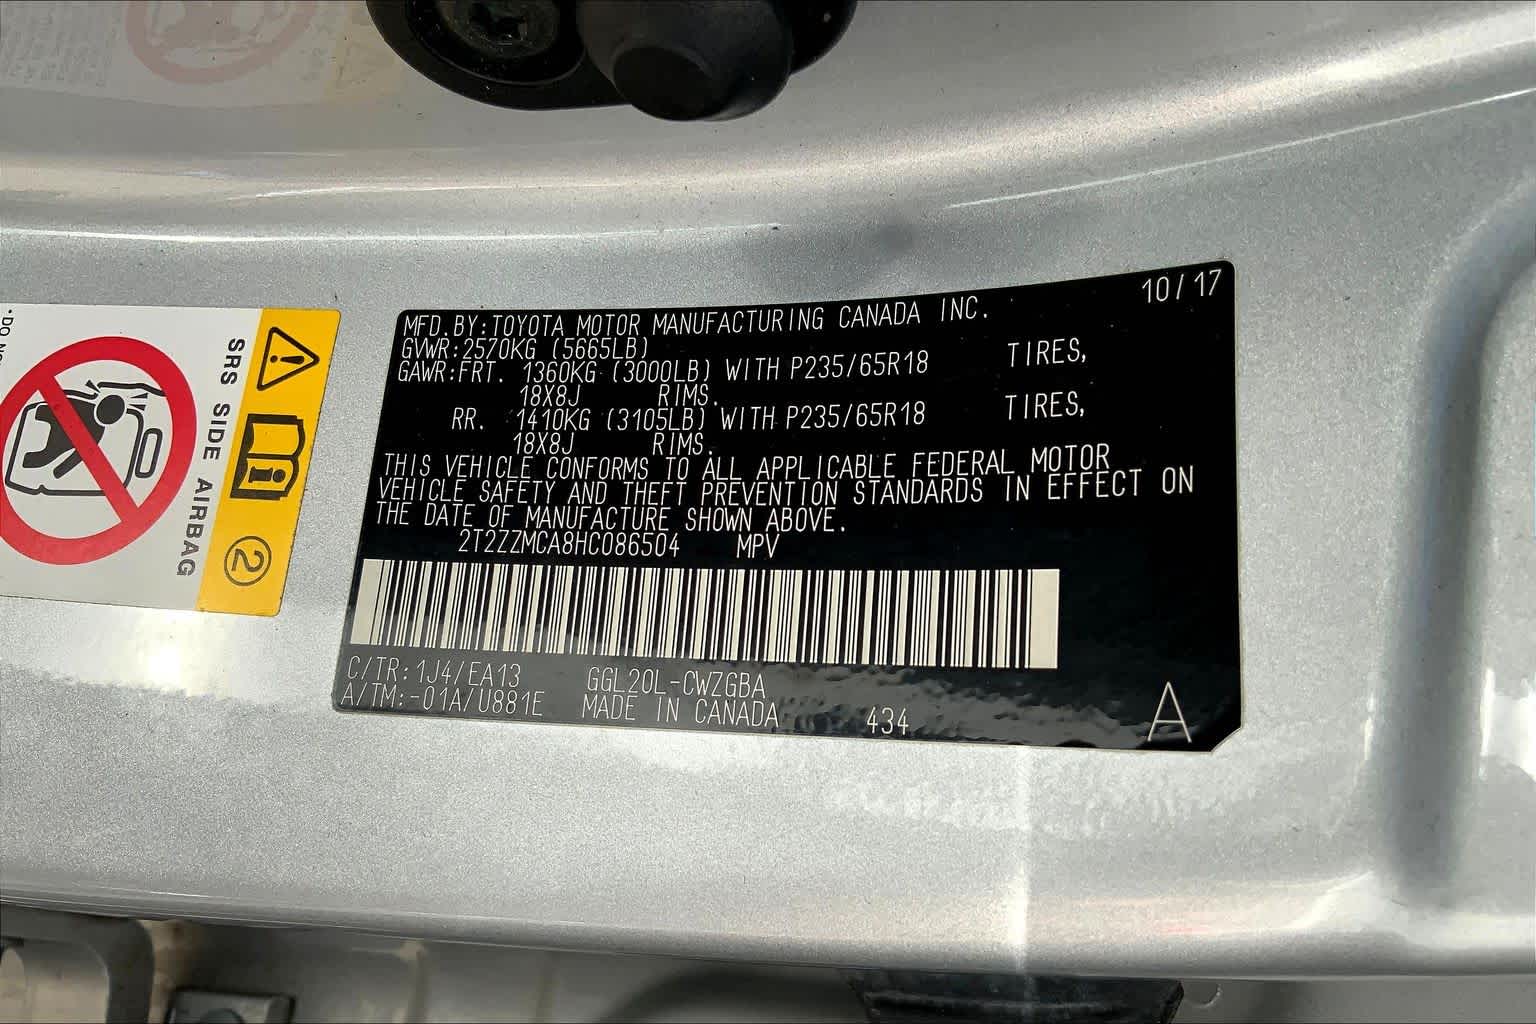 10/17
MFD.BY:TOYOTA MOTOR MANUFACTURING CANADA INC.
GVWR:2570KG (5665LB)
GAWR:FRT. 1360KG (3000LB) WITH P235/65R18 TIRES,
18X8J RIMS.
RR. 1410KG (3105LB) WITH P235/65R18 TIRES,
18X8J RIMS.
THIS VEHICLE CONFORMS TO ALL APPLICABLE FEDERAL MOTOR
VEHICLE SAFETY AND THEFT PREVENTION STANDARDS IN EFFECT ON
THE DATE OF MANUFACTURE SHOWN ABOVE.
2T2ZZMCA8HC086504 MPV
C/TR:1J4/EA13 GGL20L-CWZGBA
A/TM:-01A/U881E MADE IN CANADA 434
A
SRS SIDE AIRBAG
2
•DO